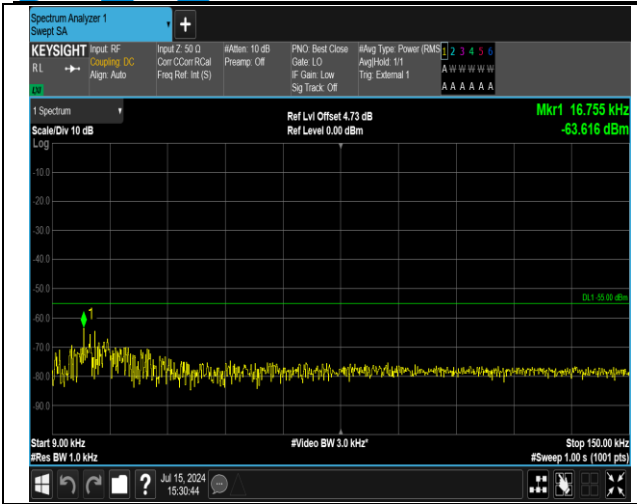 Spectrum Analyzer 1
Swept SA
+
KEYSIGHT
RL
LXI
Input: RF
Coupling: DC
Align: Auto
Input Z: 50 Ω
Corr CCorr RCal
Freq Ref: Int (S)
#Atten: 10 dB
Preamp: Off
PNO: Best Close
Gate: LO
IF Gain: Low
Sig Track: Off
#Avg Type: Power (RMS
Avg|Hold: 1/1
Trig: External 1
1 2 3 4 5 6
A W W W W W
A A A A A A
1 Spectrum
Scale/Div 10 dB
Log
Ref Lvl Offset 4.73 dB
Ref Level 0.00 dBm
Mkr1 16.755 kHz
-63.616 dBm
-10.0
-20.0
-30.0
-40.0
-50.0
DL1 -55.00 dBm
-60.0
1
-70.0
-80.0
-90.0
Start 9.00 kHz
#Res BW 1.0 kHz
#Video BW 3.0 kHz*
Stop 150.00 kHz
#Sweep 1.00 s (1001 pts)
?
Jul 15, 2024
15:30:44